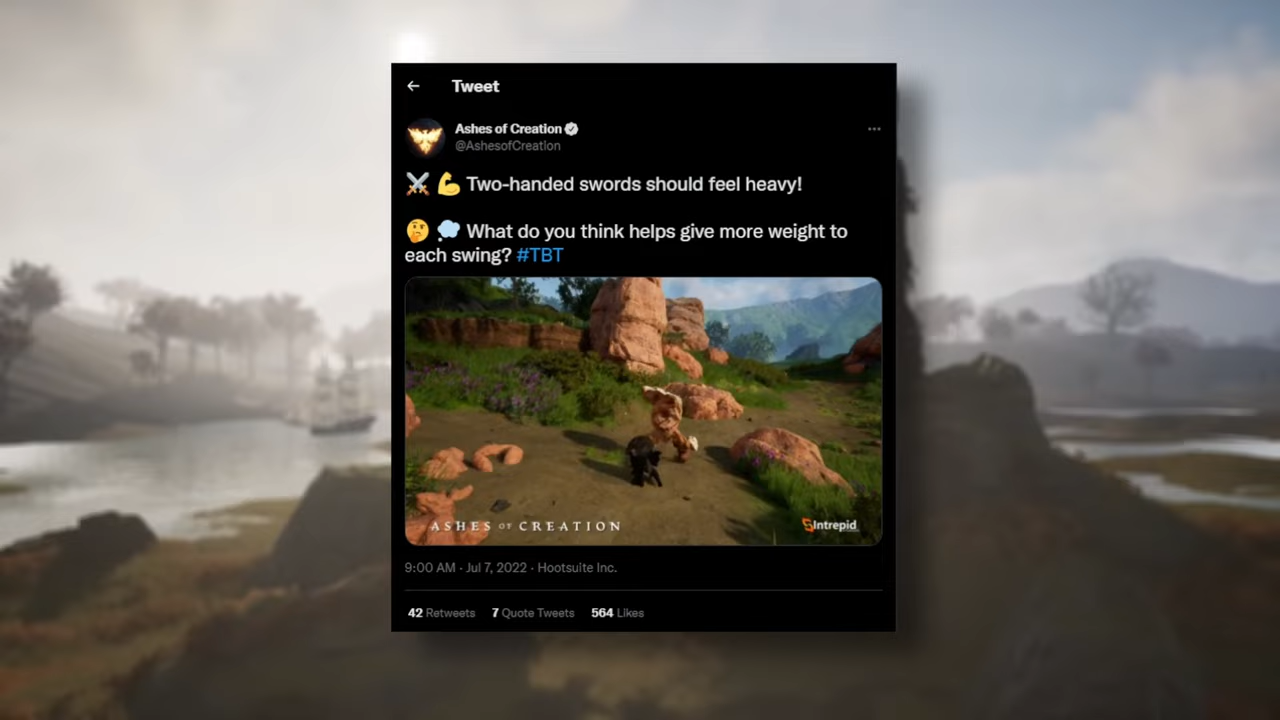 Tweet
Ashes of Creation
@AshesofCreation
⚔️ 💪 Two-handed swords should feel heavy!
🤔 💭 What do you think helps give more weight to
each swing? #TBT
ASHES OF CREATION
Intrepid
9:00 AM · Jul 7, 2022 · Hootsuite Inc.
42 Retweets 7 Quote Tweets 564 Likes